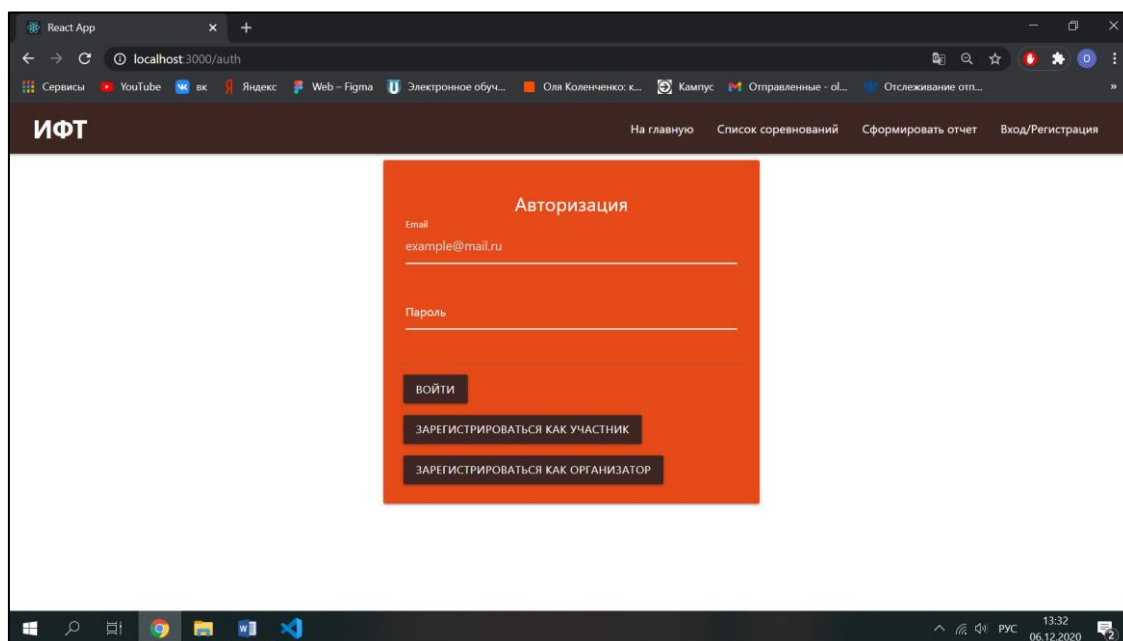 React App
localhost:3000/auth
Сервисы YouTube вк Яндекс Web – Figma Электронное обуч... Оля Коленченко: к... Кампус Отправленные - ol... Отслеживание отп... »
ИФТ На главную Список соревнований Сформировать отчет Вход/Регистрация
Авторизация
Email
example@mail.ru
Пароль
ВОЙТИ
ЗАРЕГИСТРИРОВАТЬСЯ КАК УЧАСТНИК
ЗАРЕГИСТРИРОВАТЬСЯ КАК ОРГАНИЗАТОР
РУС 13:32
06.12.2020 2